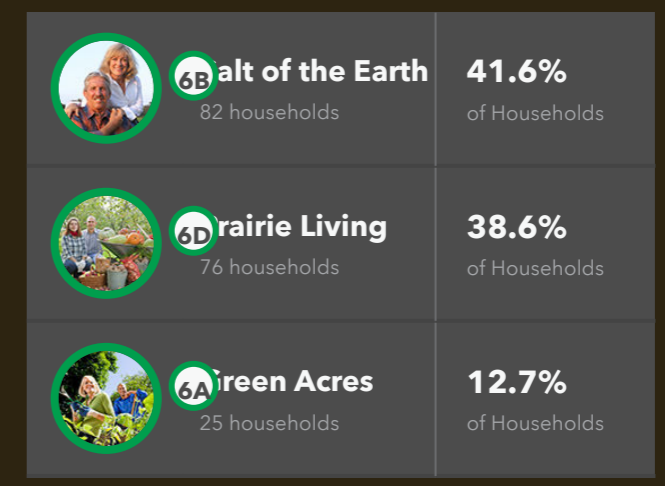 6B alt of the Earth
82 households
41.6%
of Households
6D rairie Living
76 households
38.6%
of Households
6A Green Acres
25 households
12.7%
of Households